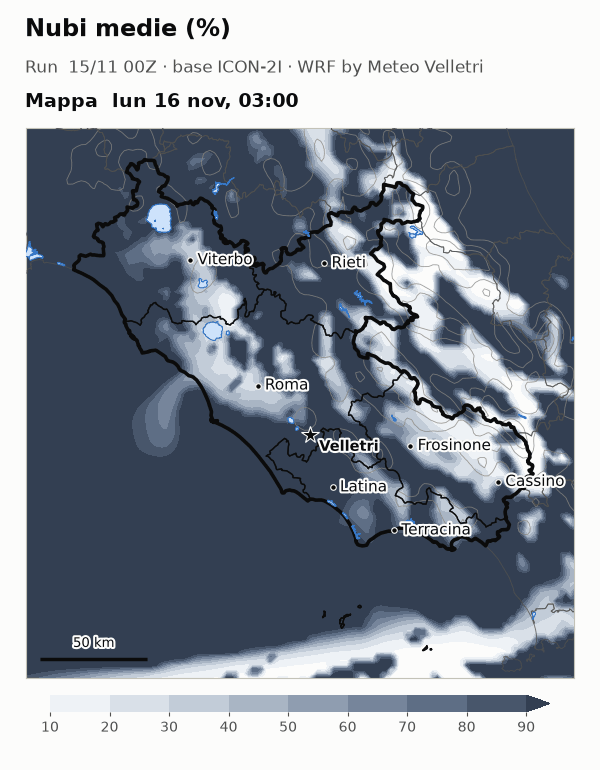 Nubi medie (%)
Run  15/11 00Z · base ICON-2I · WRF by Meteo Velletri
Mappa  lun 16 nov, 03:00
Viterbo
Rieti
Roma
Velletri
Frosinone
Latina
Cassino
Terracina
50 km
10 20 30 40 50 60 70 80 90